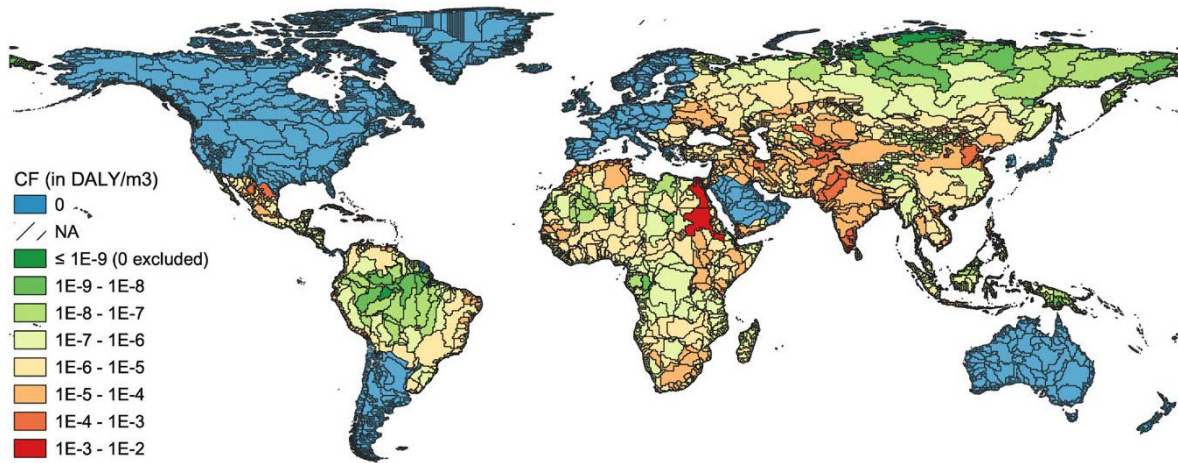 CF (in DALY/m3)
0
NA
≤ 1E-9 (0 excluded)
1E-9 - 1E-8
1E-8 - 1E-7
1E-7 - 1E-6
1E-6 - 1E-5
1E-5 - 1E-4
1E-4 - 1E-3
1E-3 - 1E-2